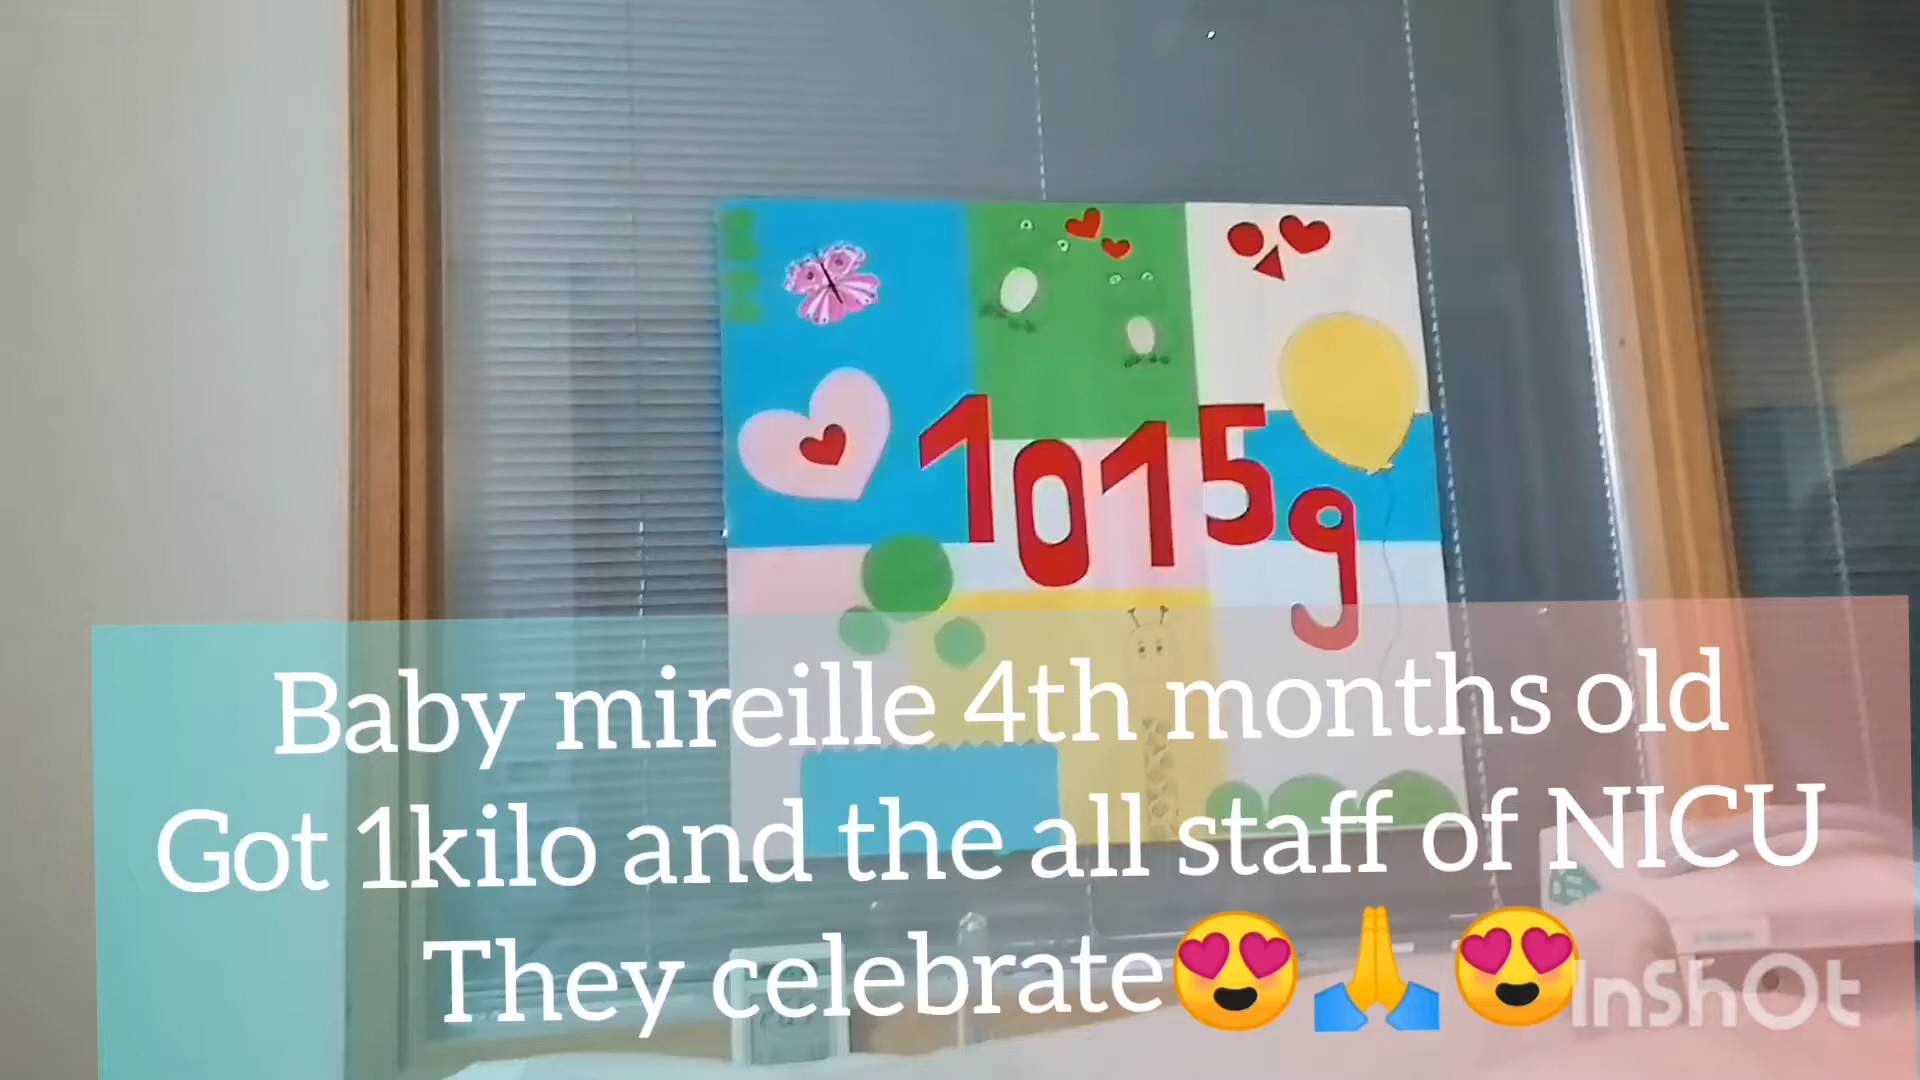 1015g
Baby mireille 4th months old
Got 1kilo and the all staff of NICU
They celebrate😍🙏😍
InShOt